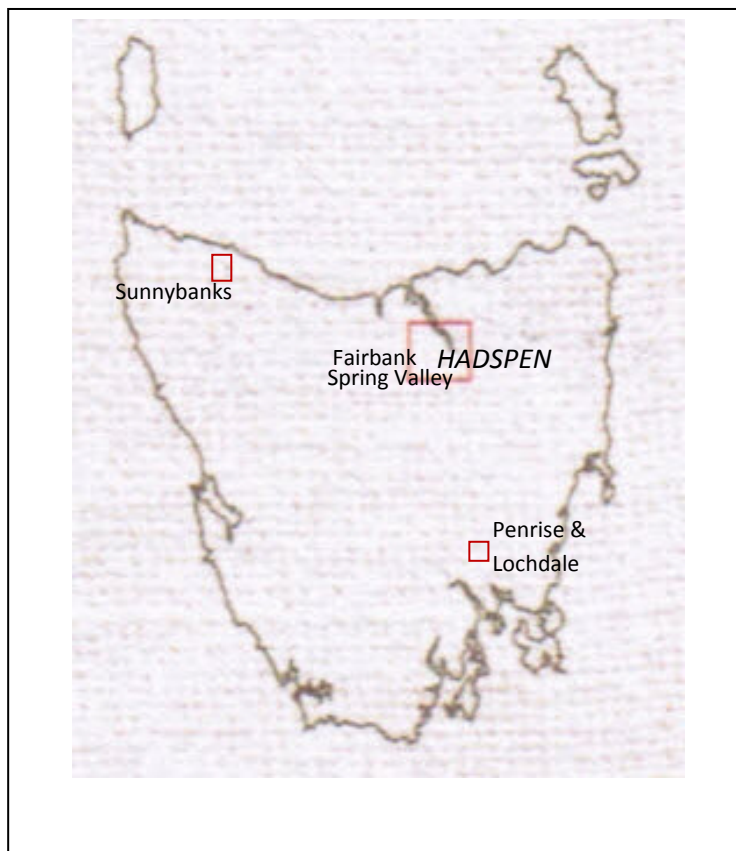 Sunnybanks
Fairbank HADSPEN
Spring Valley
Penrise &
Lochdale